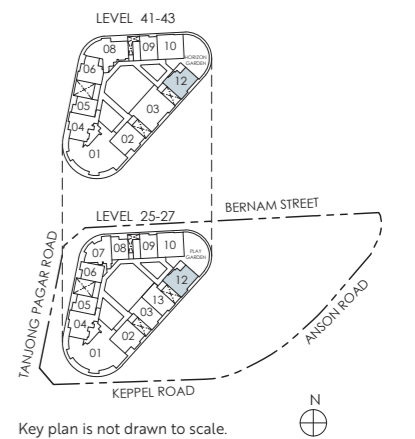 LEVEL 41-43
08 09 10
06
HORIZON
GARDEN
12
05
03
04
02
01
LEVEL 25-27
BERNAM STREET
TANJONG PAGAR ROAD
07 08 09 10
PLAY
GARDEN
06
12
05
13
03
04
02
01
ANSON ROAD
KEPPEL ROAD
N
Key plan is not drawn to scale.